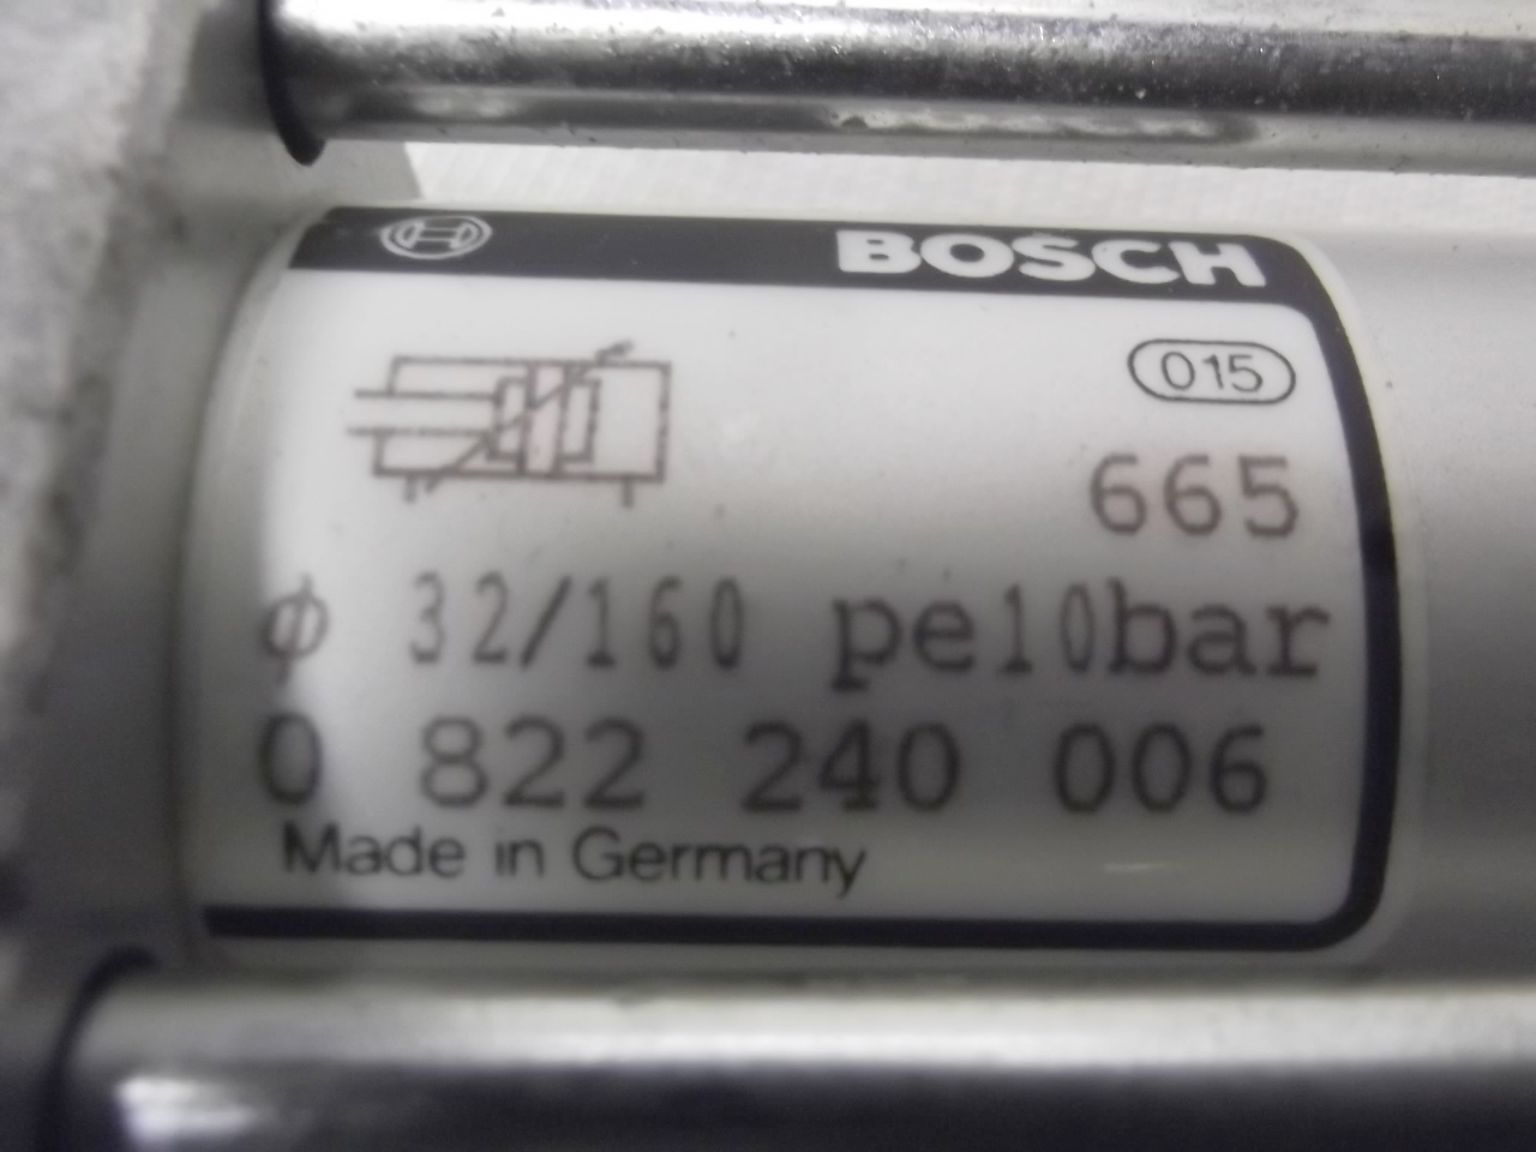 BOSCH
015
665
ϕ 32/160 pe10bar
0 822 240 006
Made in Germany